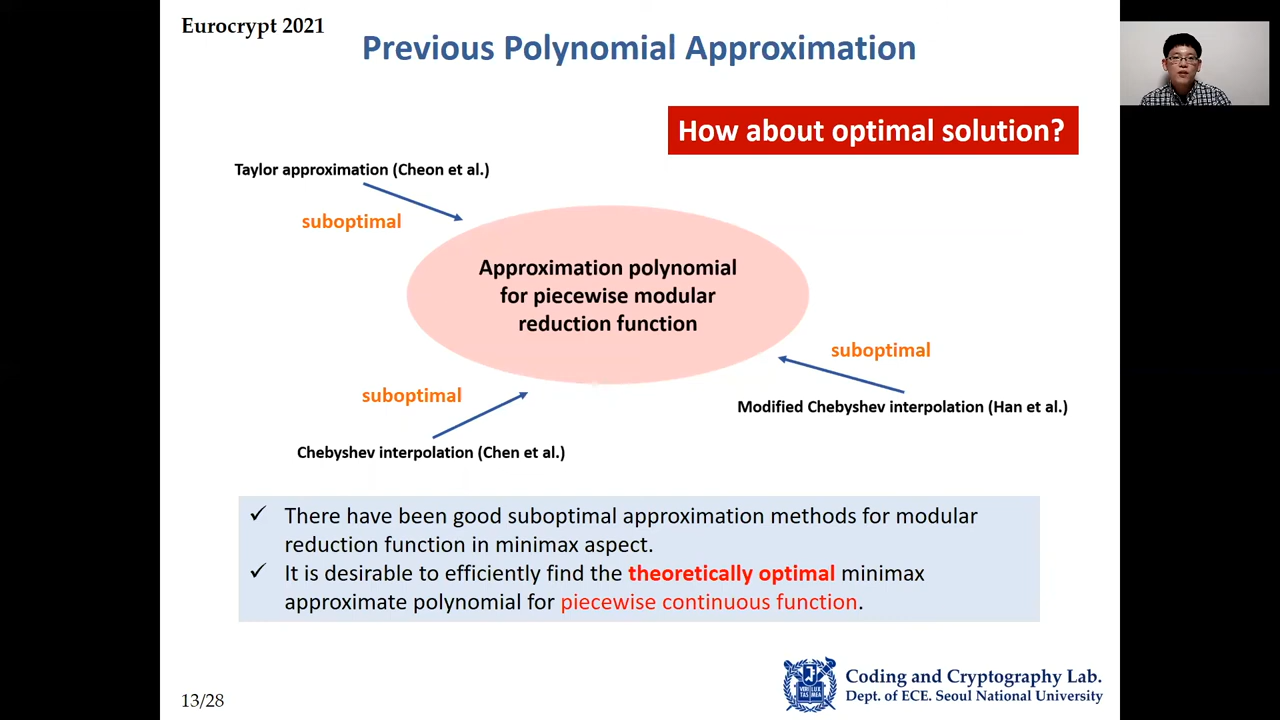 Eurocrypt 2021
Previous Polynomial Approximation
How about optimal solution?
Taylor approximation (Cheon et al.)
suboptimal
Approximation polynomial
for piecewise modular
reduction function
suboptimal
suboptimal
Modified Chebyshev interpolation (Han et al.)
Chebyshev interpolation (Chen et al.)
✓ There have been good suboptimal approximation methods for modular
reduction function in minimax aspect.
✓ It is desirable to efficiently find the theoretically optimal minimax
approximate polynomial for piecewise continuous function.
Coding and Cryptography Lab.
Dept. of ECE. Seoul National University
13/28